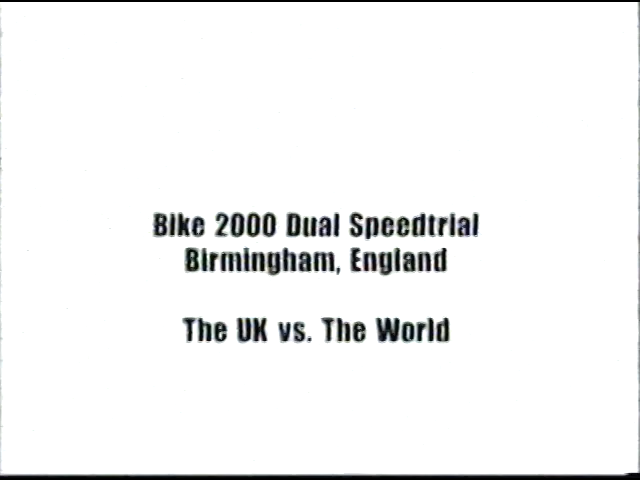 Bike 2000 Dual Speedtrial
Birmingham, England
The UK vs. The World